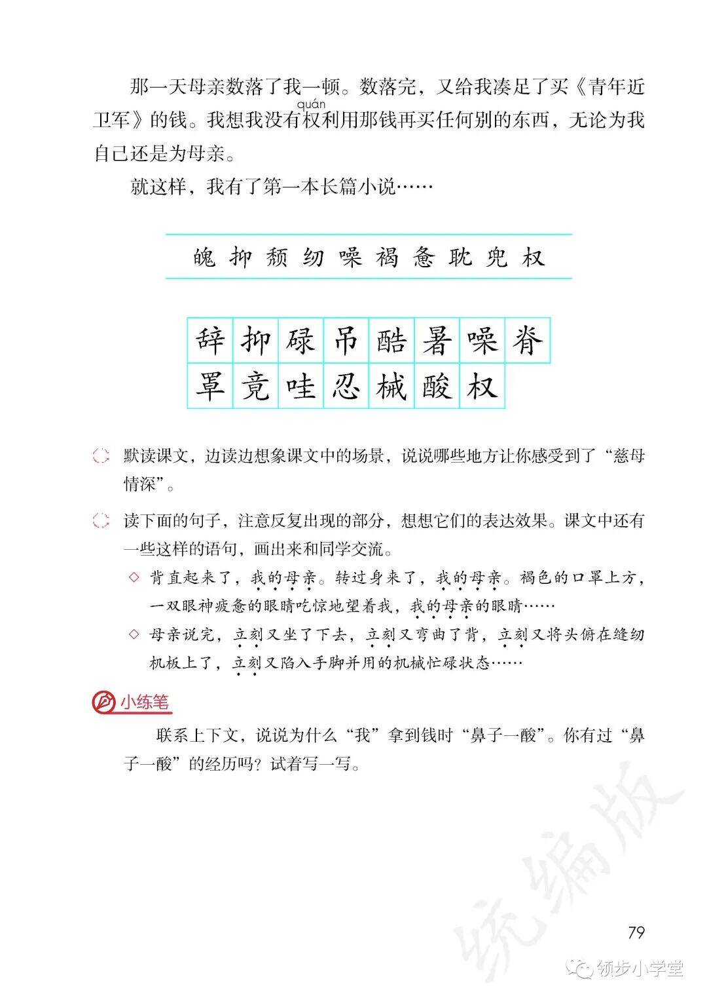 那一天母亲数落了我一顿。数落完，又给我凑足了买《青年近
quán
卫军》的钱。我想我没有权利用那钱再买任何别的东西，无论为我
自己还是为母亲。
就这样，我有了第一本长篇小说……
魄 抑 颓 纫 噪 褐 惫 耽 兜 权
辞 抑 碌 吊 酷 暑 噪 脊
罩 竟 哇 忍 械 酸 权
默读课文，边读边想象课文中的场景，说说哪些地方让你感受到了“慈母
情深”。
读下面的句子，注意反复出现的部分，想想它们的表达效果。课文中还有
一些这样的语句，画出来和同学交流。
◇ 背直起来了，我的母亲。转过身来了，我的母亲。褐色的口罩上方，
一双眼神疲惫的眼睛吃惊地望着我，我的母亲的眼睛……
◇ 母亲说完，立刻又坐了下去，立刻又弯曲了背，立刻又将头俯在缝纫
机板上了，立刻又陷入手脚并用的机械忙碌状态……
小练笔
联系上下文，说说为什么“我”拿到钱时“鼻子一酸”。你有过“鼻
子一酸”的经历吗？试着写一写。
统编版
79
领步小学堂